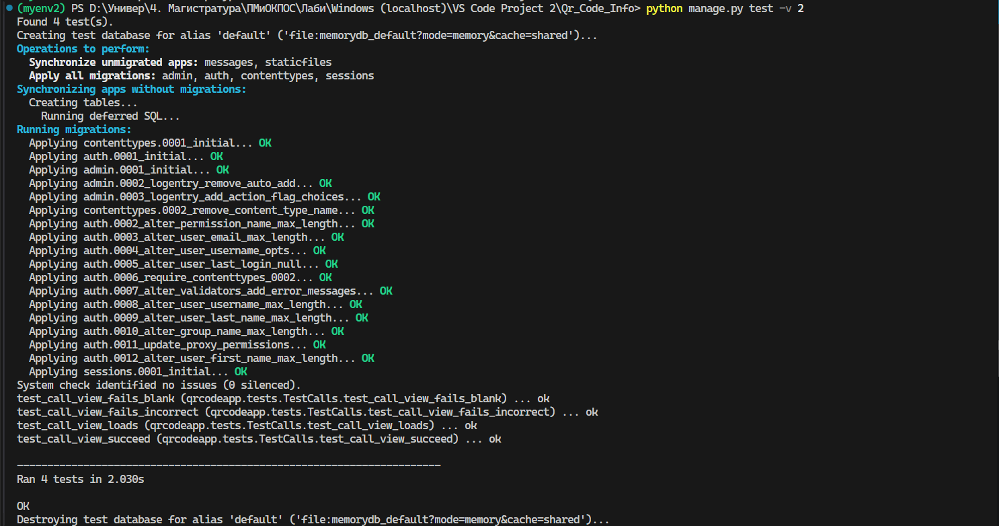 (myenv2) PS D:\Универ\4. Магистратура\ПМиОКПОС\Лаби\Windows (localhost)\VS Code Project 2\Qr_Code_Info> python manage.py test -v 2
Found 4 test(s).
Creating test database for alias 'default' ('file:memorydb_default?mode=memory&cache=shared')...
Operations to perform:
  Synchronize unmigrated apps: messages, staticfiles
  Apply all migrations: admin, auth, contenttypes, sessions
Synchronizing apps without migrations:
  Creating tables...
    Running deferred SQL...
Running migrations:
  Applying contenttypes.0001_initial... OK
  Applying auth.0001_initial... OK
  Applying admin.0001_initial... OK
  Applying admin.0002_logentry_remove_auto_add... OK
  Applying admin.0003_logentry_add_action_flag_choices... OK
  Applying contenttypes.0002_remove_content_type_name... OK
  Applying auth.0002_alter_permission_name_max_length... OK
  Applying auth.0003_alter_user_email_max_length... OK
  Applying auth.0004_alter_user_username_opts... OK
  Applying auth.0005_alter_user_last_login_null... OK
  Applying auth.0006_require_contenttypes_0002... OK
  Applying auth.0007_alter_validators_add_error_messages... OK
  Applying auth.0008_alter_user_username_max_length... OK
  Applying auth.0009_alter_user_last_name_max_length... OK
  Applying auth.0010_alter_group_name_max_length... OK
  Applying auth.0011_update_proxy_permissions... OK
  Applying auth.0012_alter_user_first_name_max_length... OK
  Applying sessions.0001_initial... OK
System check identified no issues (0 silenced).
test_call_view_fails_blank (qrcodeapp.tests.TestCalls.test_call_view_fails_blank) ... ok
test_call_view_fails_incorrect (qrcodeapp.tests.TestCalls.test_call_view_fails_incorrect) ... ok
test_call_view_loads (qrcodeapp.tests.TestCalls.test_call_view_loads) ... ok
test_call_view_succeed (qrcodeapp.tests.TestCalls.test_call_view_succeed) ... ok
----------------------------------------------------------------------
Ran 4 tests in 2.030s
OK
Destroying test database for alias 'default' ('file:memorydb_default?mode=memory&cache=shared')...